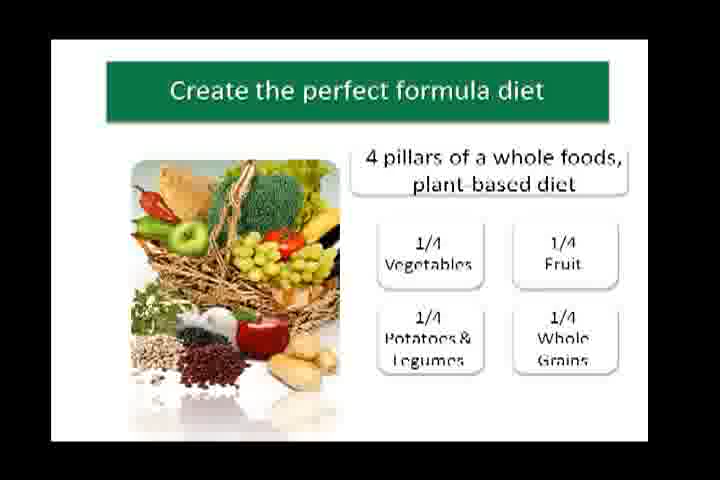 Create the perfect formula diet
4 pillars of a whole foods,
plant-based diet
1/4
Vegetables
1/4
Fruit
1/4
Potatoes &
Legumes
1/4
Whole
Grains